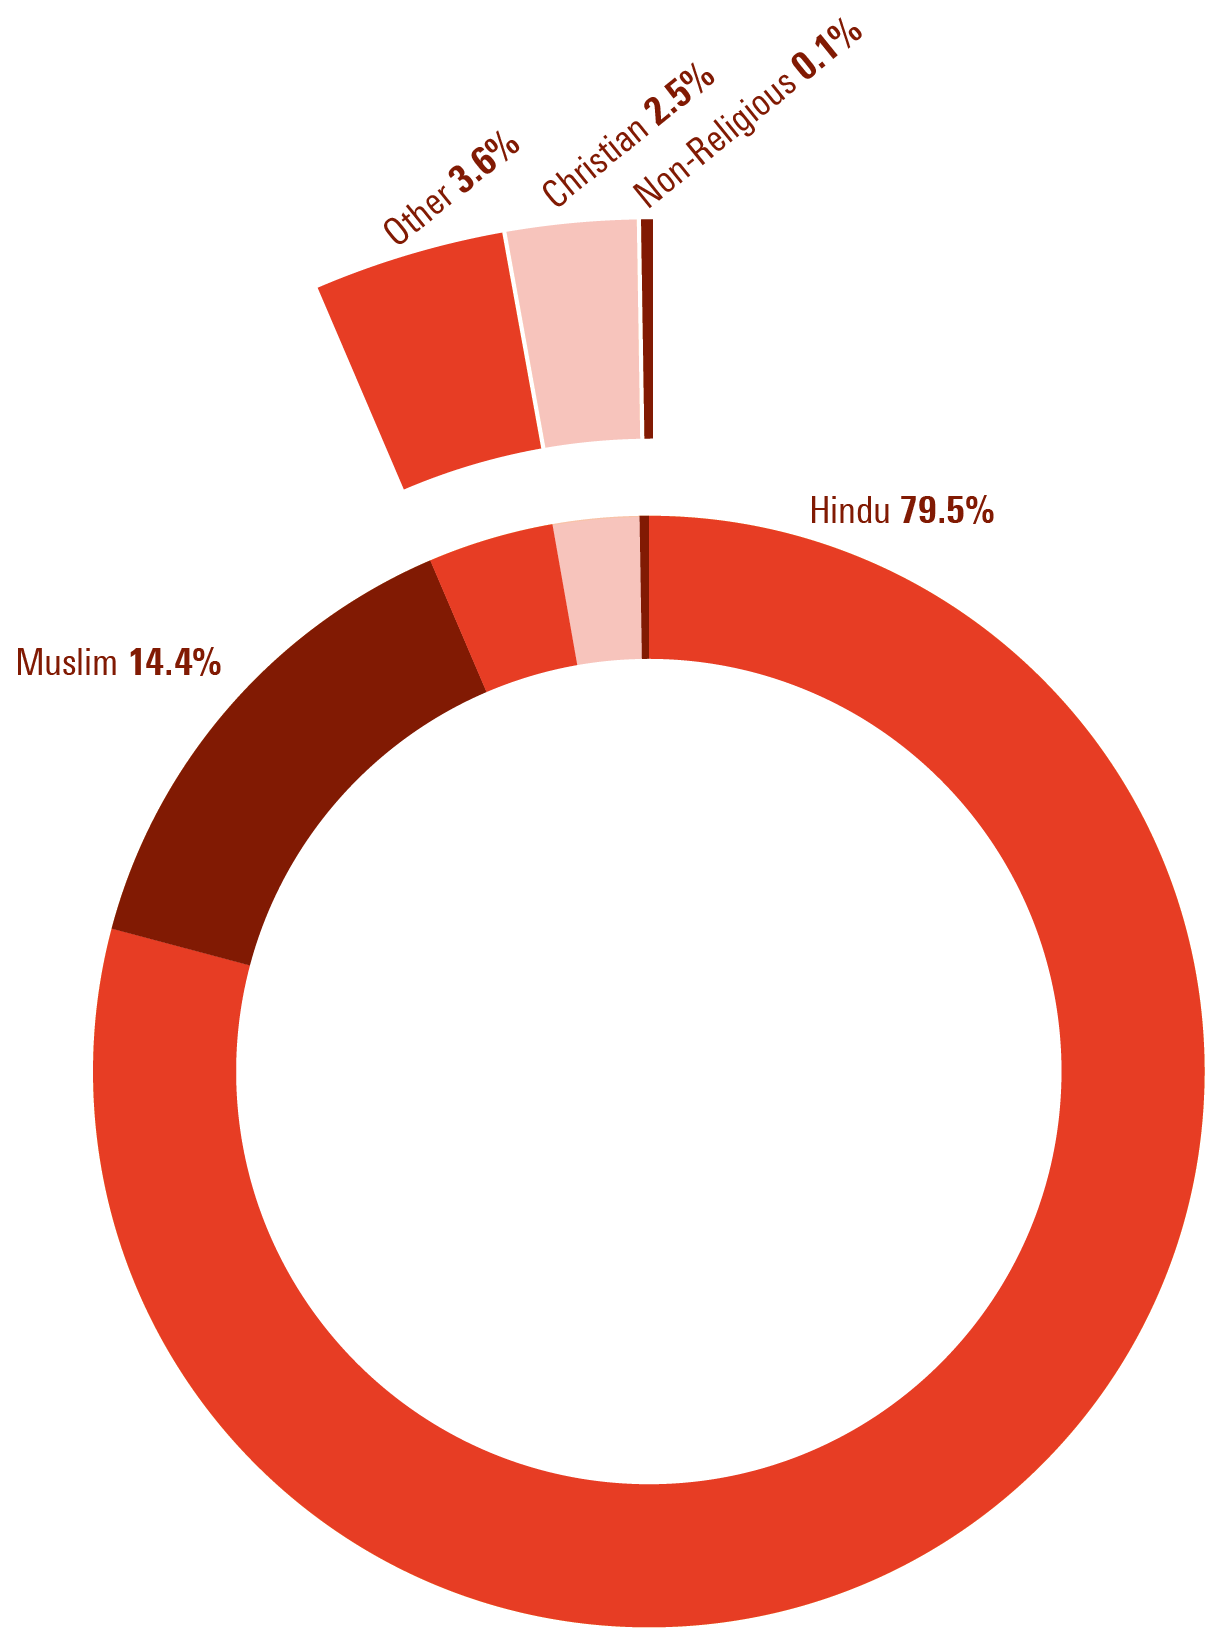 Non-Religious 0.1%
Christian 2.5%
Other 3.6%
Hindu 79.5%
Muslim 14.4%